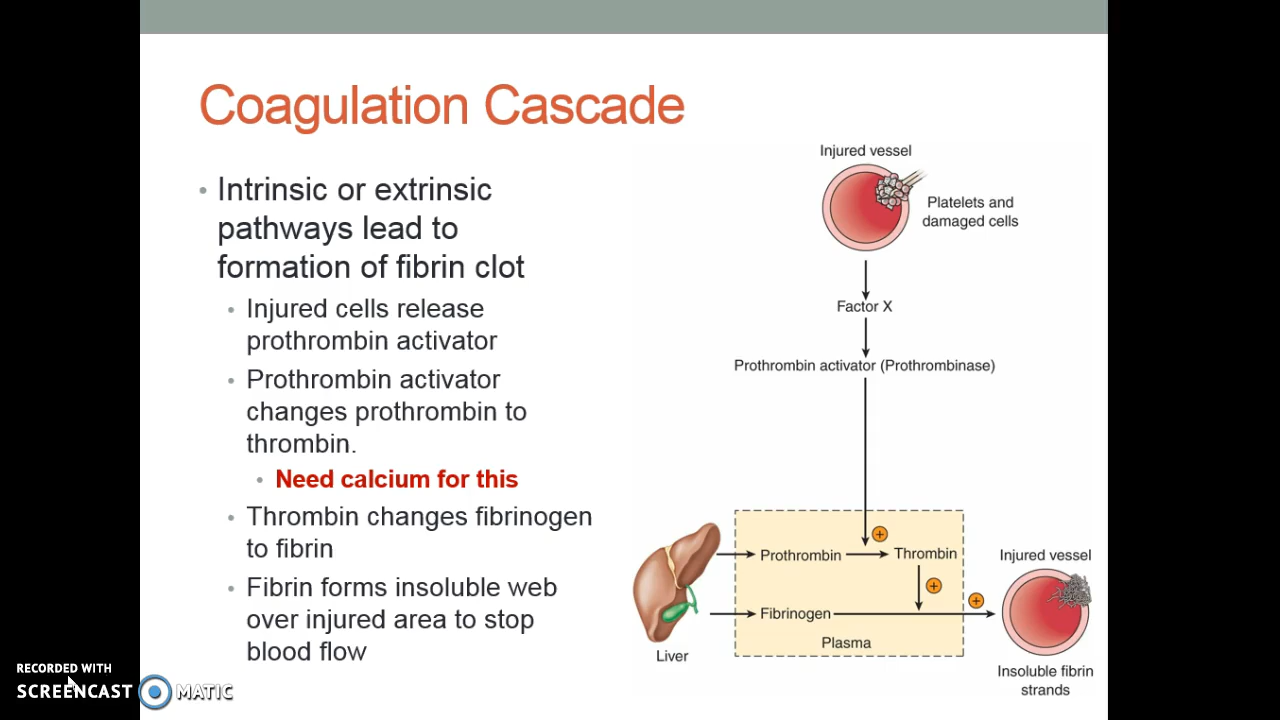 Coagulation Cascade
• Intrinsic or extrinsic
pathways lead to
formation of fibrin clot
• Injured cells release
prothrombin activator
• Prothrombin activator
changes prothrombin to
thrombin.
• Need calcium for this
• Thrombin changes fibrinogen
to fibrin
• Fibrin forms insoluble web
over injured area to stop
blood flow
Injured vessel
Platelets and
damaged cells
Factor X
Prothrombin activator (Prothrombinase)
+
Prothrombin
Thrombin
+
+
Fibrinogen
Plasma
Liver
Injured vessel
Insoluble fibrin
strands
RECORDED WITH
SCREENCAST MATIC